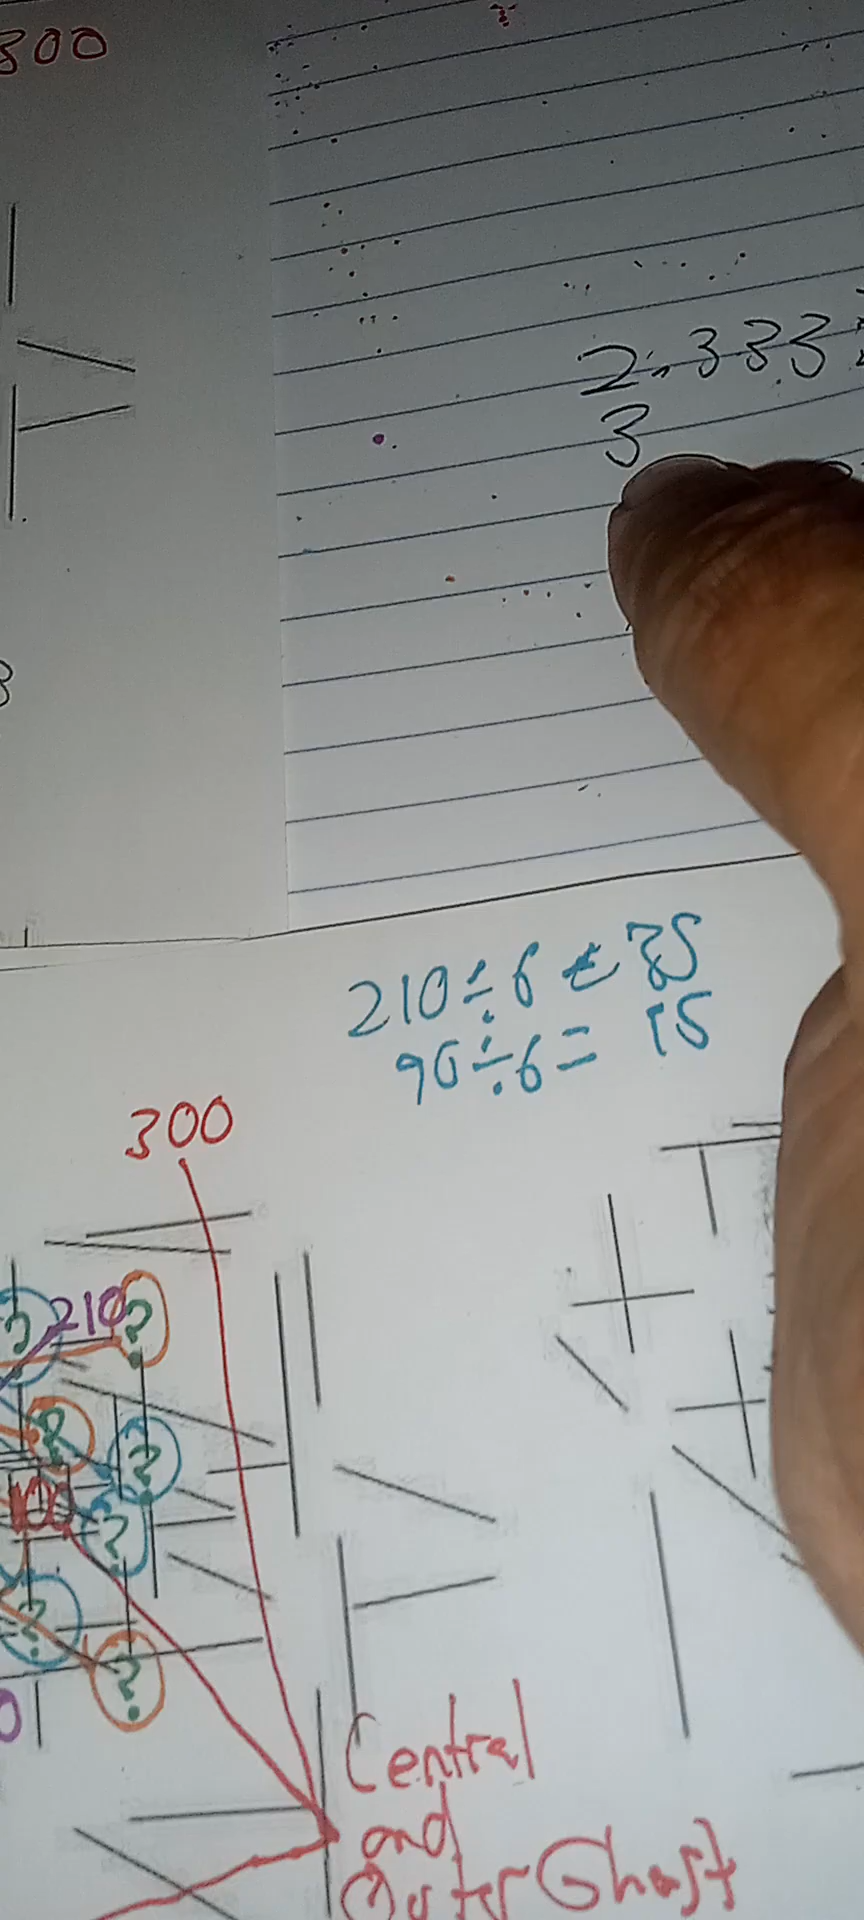 300
2.333
3
210÷6 = 35
90÷6 = 15
300
210 ?
?
?
100
?
?
?
Central
and
Outer Ghost